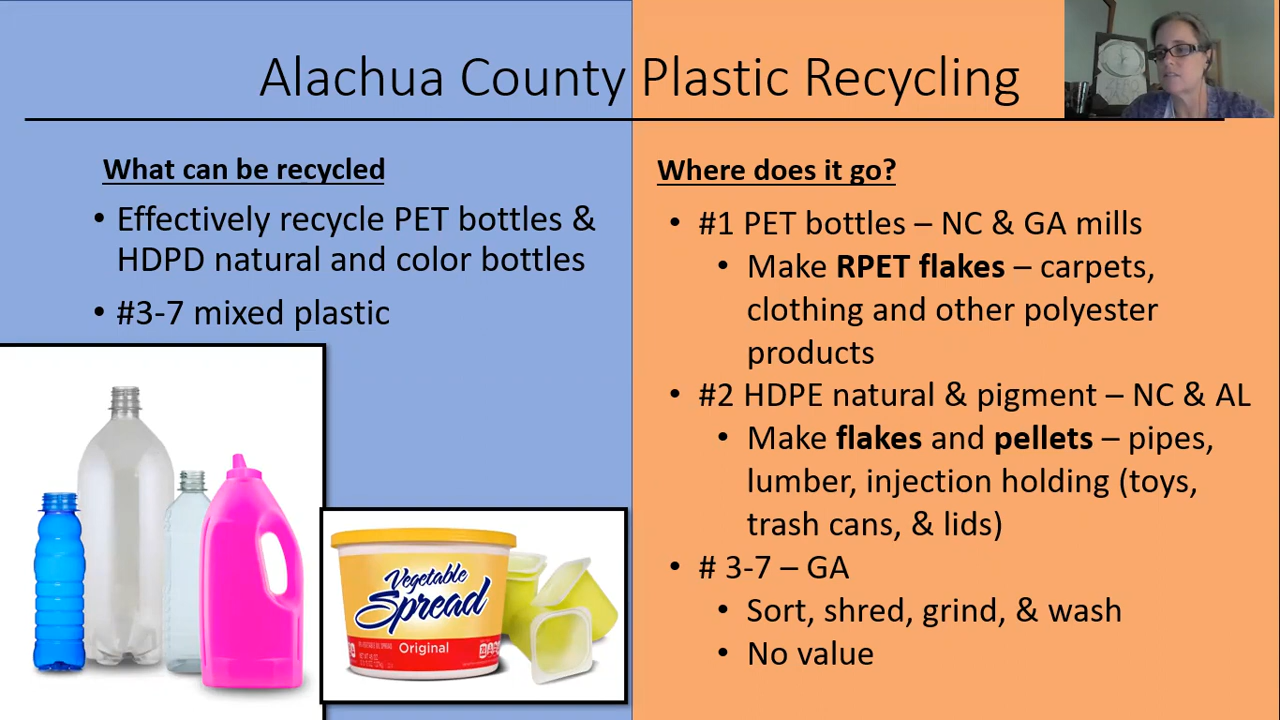 Alachua County Plastic Recycling
What can be recycled
• Effectively recycle PET bottles &
HDPD natural and color bottles
• #3-7 mixed plastic
Vegetable
Spread
Original
Where does it go?
• #1 PET bottles – NC & GA mills
• Make RPET flakes – carpets,
clothing and other polyester
products
• #2 HDPE natural & pigment – NC & AL
• Make flakes and pellets – pipes,
lumber, injection holding (toys,
trash cans, & lids)
• # 3-7 – GA
• Sort, shred, grind, & wash
• No value